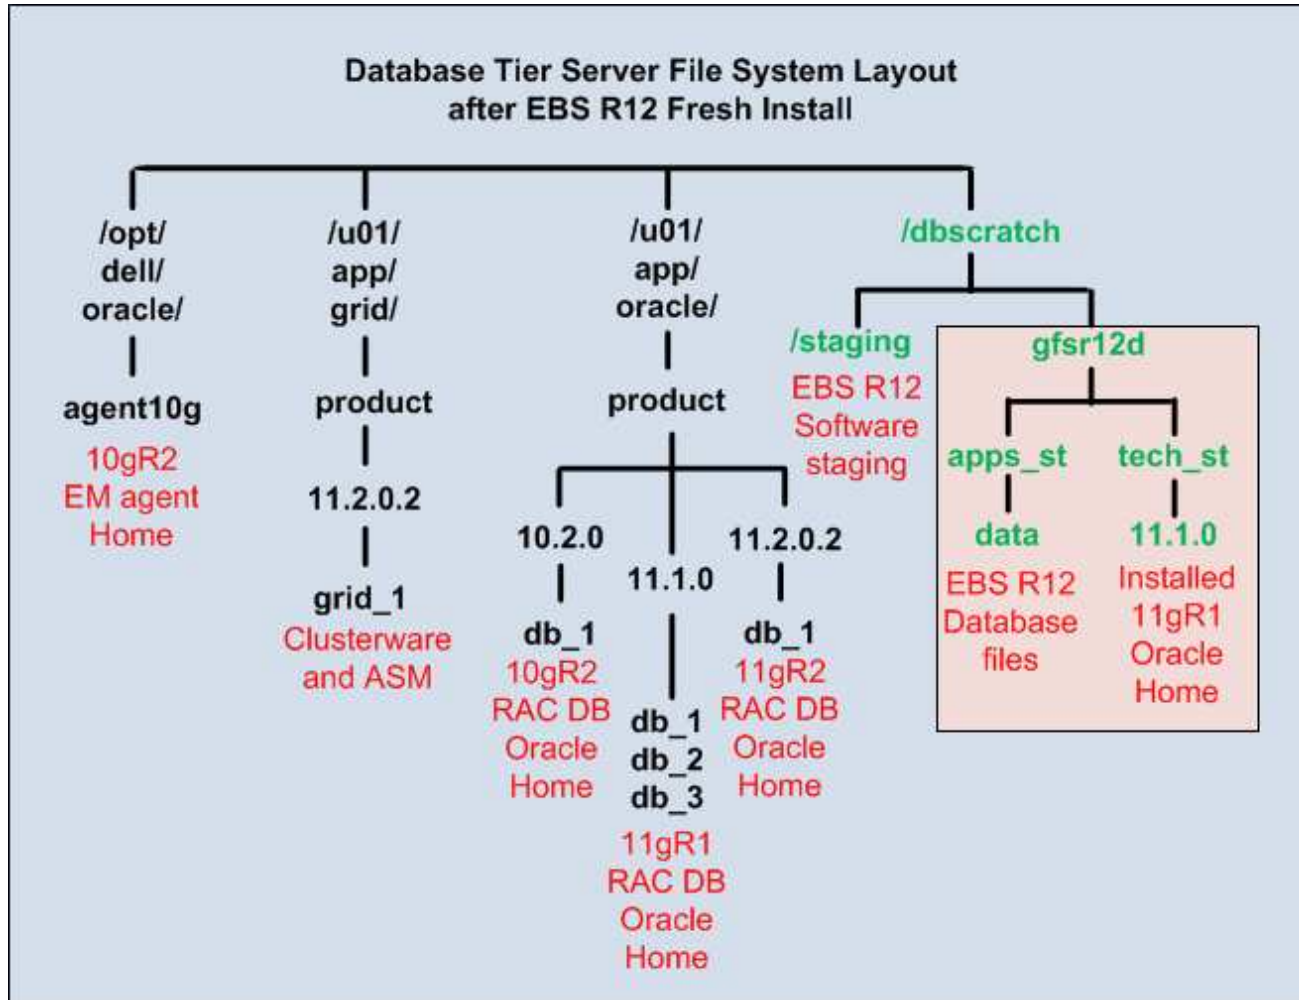 Database Tier Server File System Layout
after EBS R12 Fresh Install
/opt/
dell/
oracle/
agent10g
10gR2
EM agent
Home
/u01/
app/
grid/
product
11.2.0.2
grid_1
Clusterware
and ASM
/u01/
app/
oracle/
product
10.2.0
db_1
10gR2
RAC DB
Oracle
Home
11.1.0
db_1
db_2
db_3
11gR1
RAC DB
Oracle
Home
11.2.0.2
db_1
11gR2
RAC DB
Oracle
Home
/dbscratch
/staging
EBS R12
Software
staging
gfsr12d
apps_st
data
EBS R12
Database
files
tech_st
11.1.0
Installed
11gR1
Oracle
Home